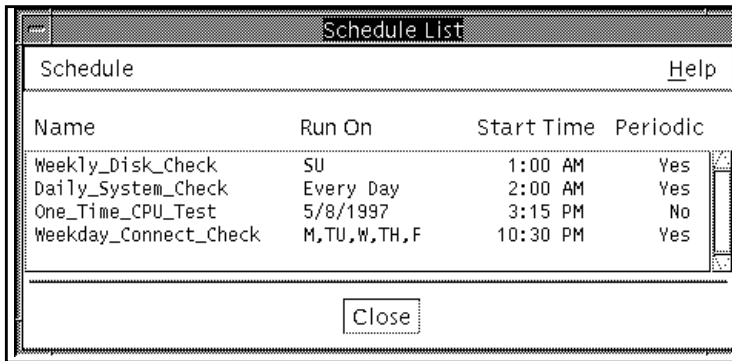 Schedule List
Schedule Help
Name Run On Start Time Periodic
Weekly_Disk_Check SU 1:00 AM Yes
Daily_System_Check Every Day 2:00 AM Yes
One_Time_CPU_Test 5/8/1997 3:15 PM No
Weekday_Connect_Check M,TU,W,TH,F 10:30 PM Yes
Close